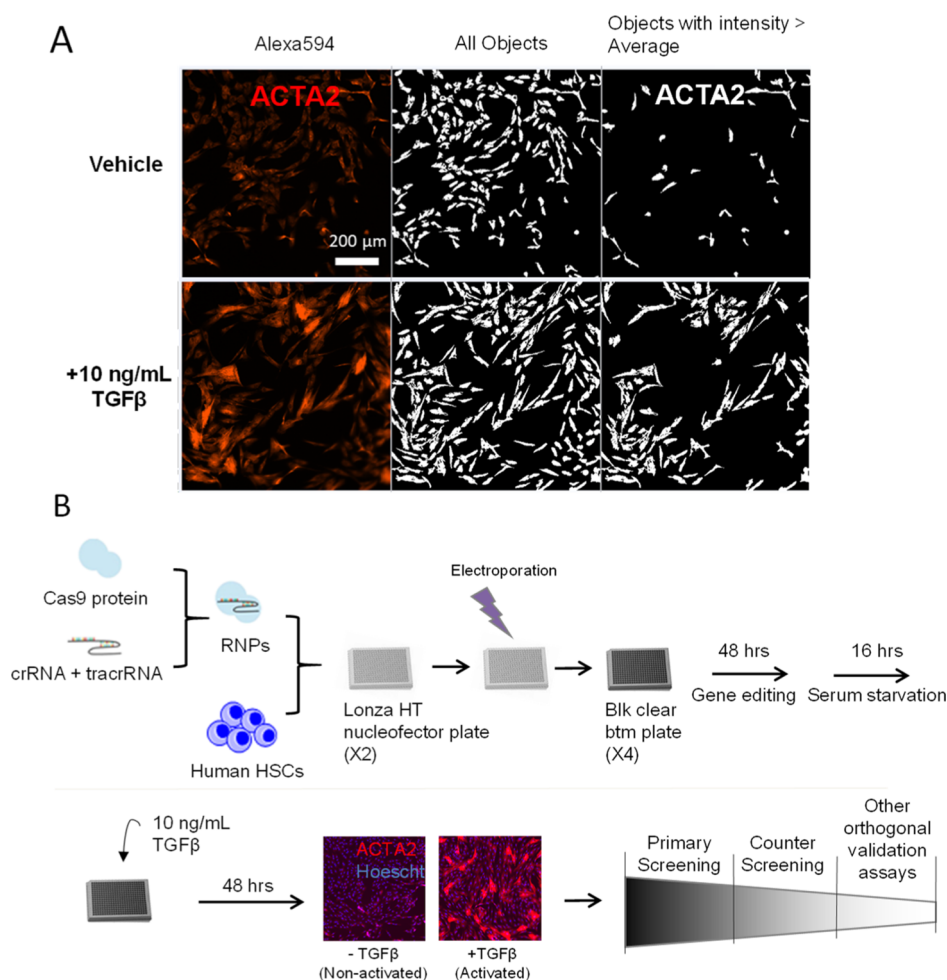 A
Alexa594
All Objects
Objects with intensity >
Average
ACTA2
ACTA2
Vehicle
200 µm
+10 ng/mL
TGFβ
B
Cas9 protein
crRNA + tracrRNA
RNPs
Human HSCs
Electroporation
Lonza HT
nucleofector plate
(X2)
Blk clear
btm plate
(X4)
48 hrs
Gene editing
16 hrs
Serum starvation
10 ng/mL
TGFβ
48 hrs
ACTA2
Hoescht
- TGFβ
(Non-activated)
+TGFβ
(Activated)
Primary
Screening
Counter
Screening
Other
orthogonal
validation
assays